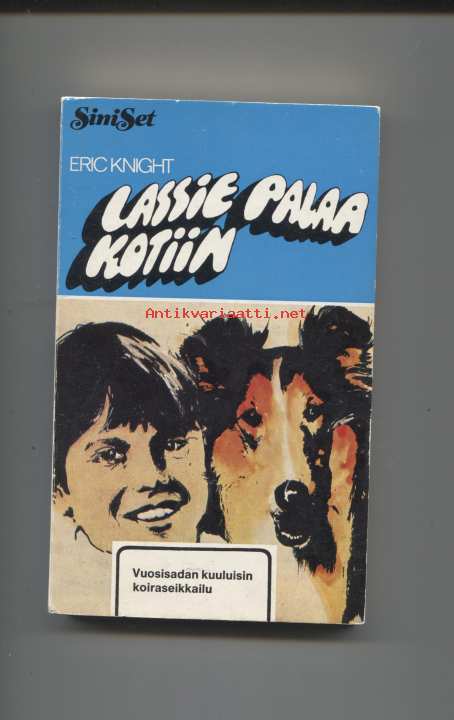 SiniSet
ERIC KNIGHT
LASSIE PALAA
KOTIIN
Antikvariaatti.net
Vuosisadan kuuluisin
koiraseikkailu